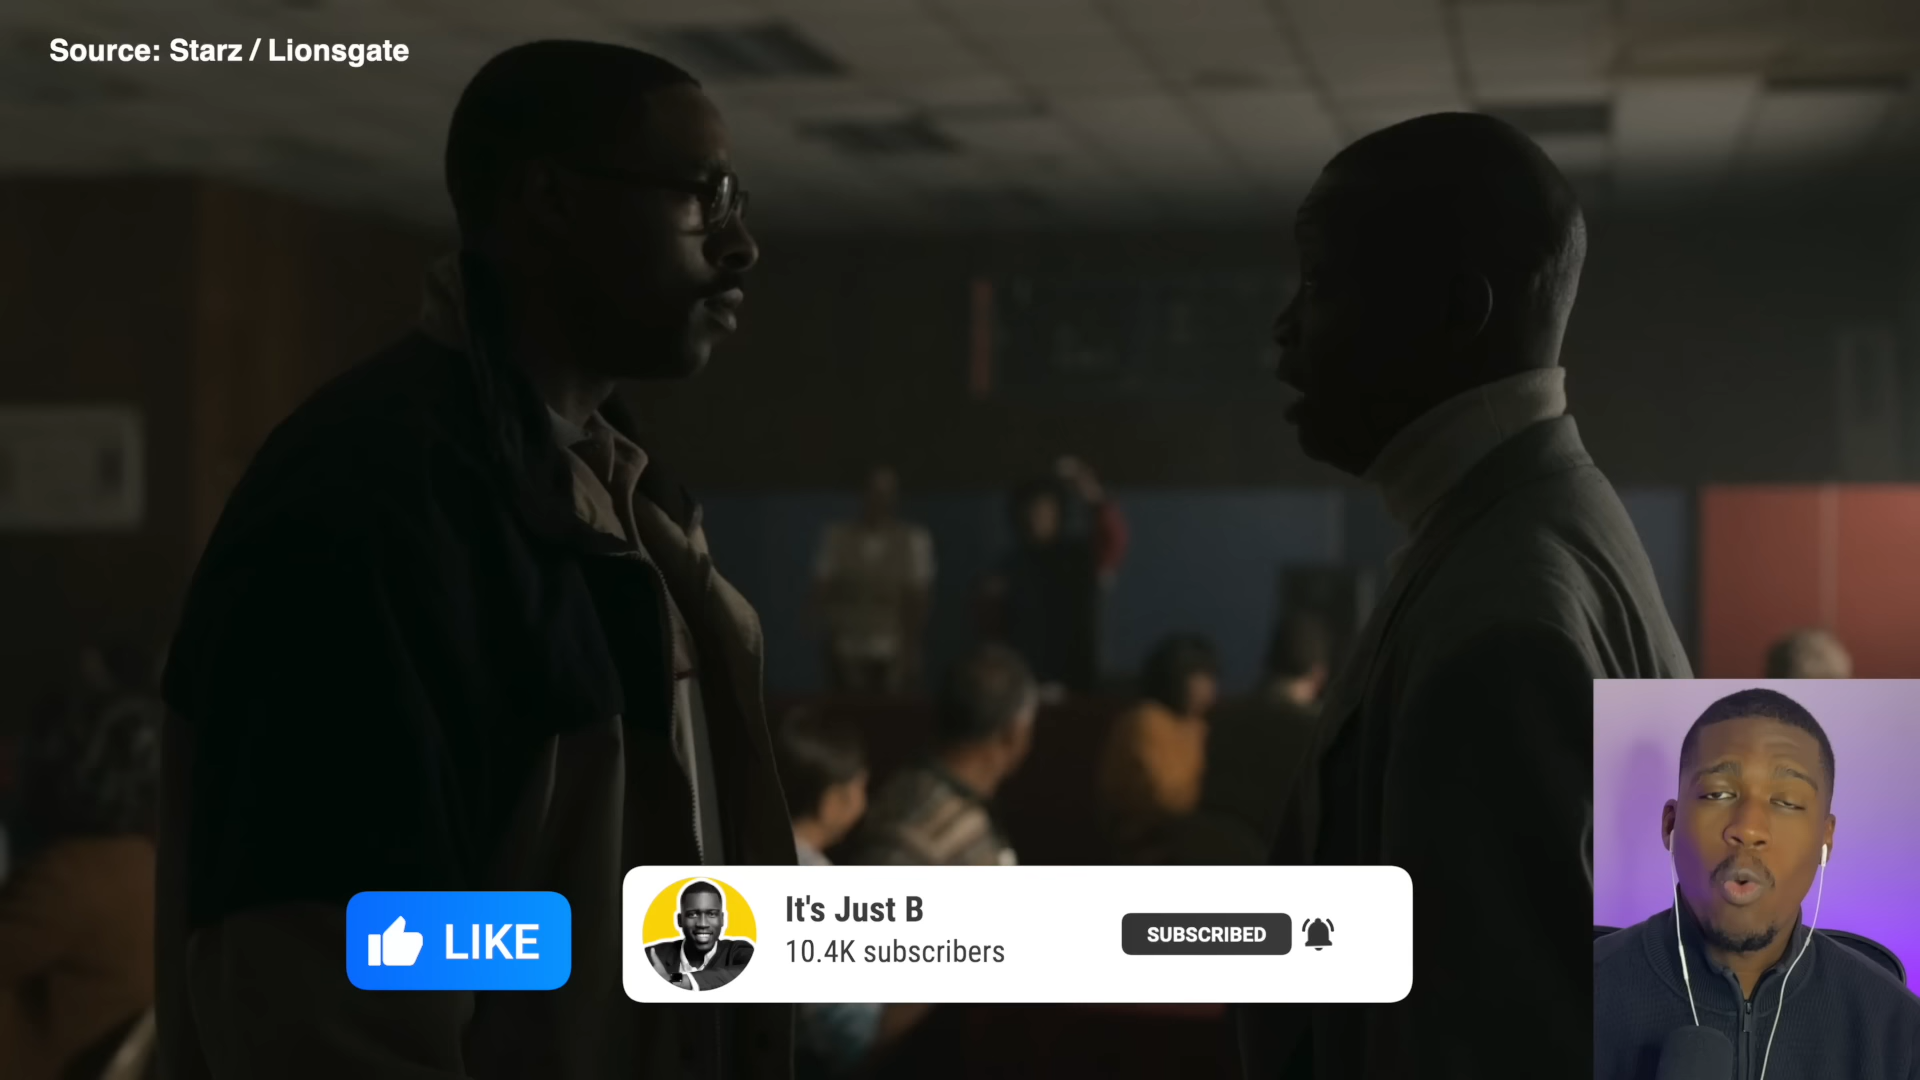 Source: Starz / Lionsgate
LIKE
It's Just B
10.4K subscribers
SUBSCRIBED